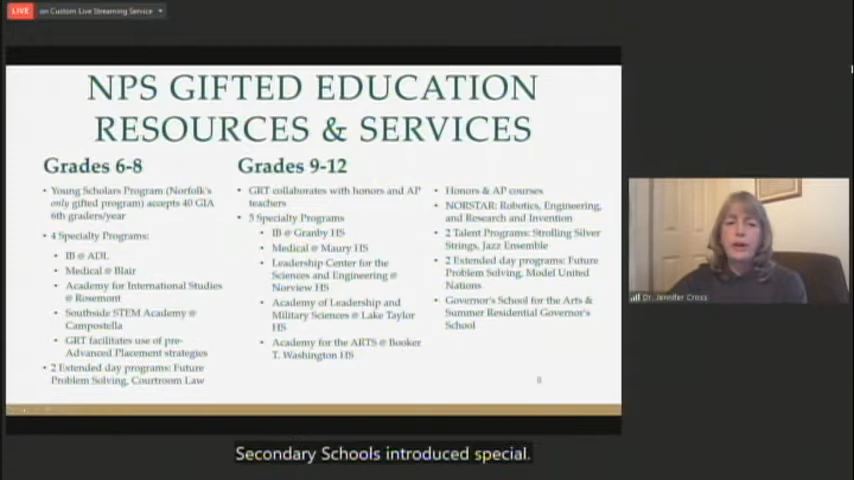 LIVE on Custom Live Streaming Service
NPS GIFTED EDUCATION
RESOURCES & SERVICES
Grades 6-8
• Young Scholars Program (Norfolk's
only gifted program) accepts 40 GIA
6th graders/year
• 4 Specialty Programs:
• IB @ ADL
• Medical @ Blair
• Academy for International Studies
@ Rosemont
• Southside STEM Academy @
Campostella
• GRT facilitates use of pre-
Advanced Placement strategies
• 2 Extended day programs: Future
Problem Solving, Courtroom Law
Grades 9-12
• GRT collaborates with honors and AP
teachers
• 5 Specialty Programs
• IB @ Granby HS
• Medical @ Maury HS
• Leadership Center for the
Sciences and Engineering @
Norview HS
• Academy of Leadership and
Military Sciences @ Lake Taylor
HS
• Academy for the ARTS @ Booker
T. Washington HS
• Honors & AP courses
• NORSTAR: Robotics, Engineering,
and Research and Invention
• 2 Talent Programs: Strolling Silver
Strings, Jazz Ensemble
• 2 Extended day programs: Future
Problem Solving, Model United
Nations
• Governor's School for the Arts &
Summer Residential Governor's
School
8
Dr. Jennifer Cross
Secondary Schools introduced special.